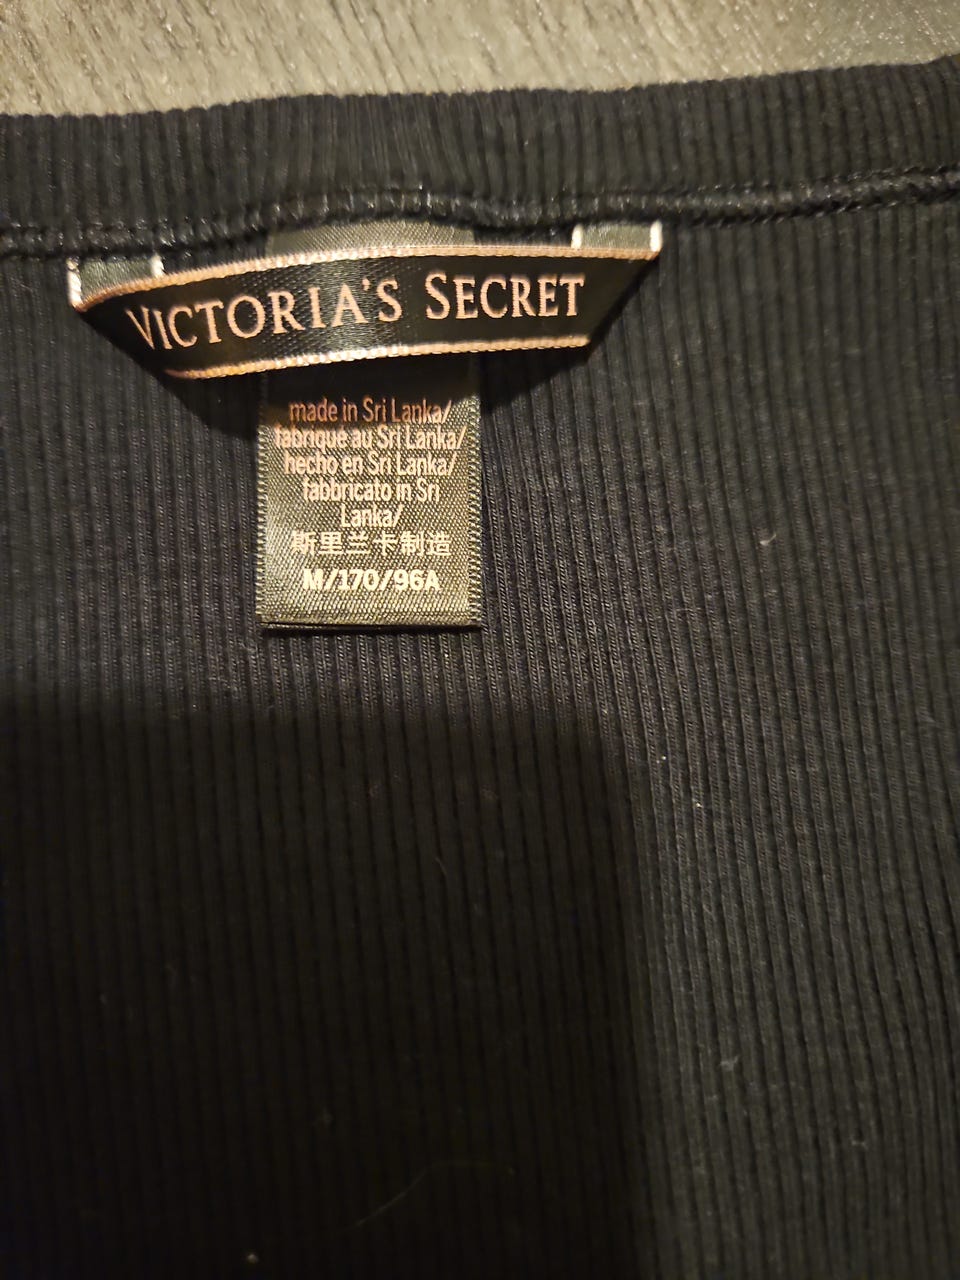 VICTORIA'S SECRET
made in Sri Lanka/
fabriqué au Sri Lanka/
hecho en Sri Lanka/
fabbricato in Sri
Lanka/
斯里兰卡制造
M/170/96A